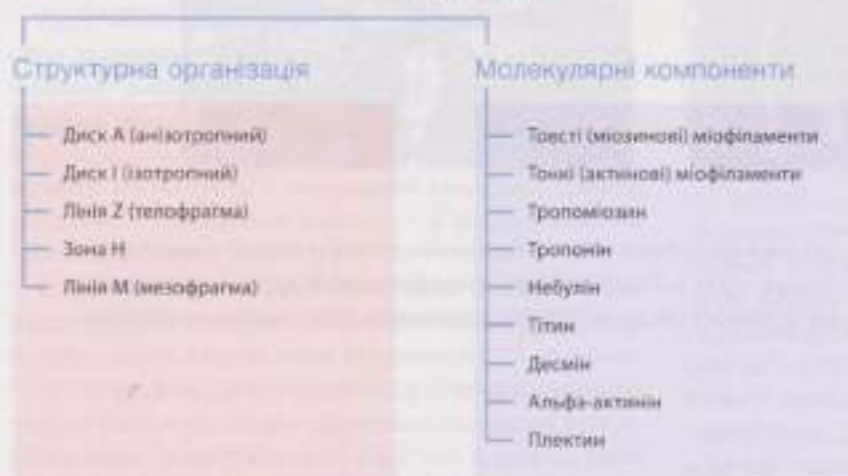 Структурна організація
Диск А (анізотропний)
Диск І (ізотропний)
Лінія Z (телофрагма)
Зона Н
Лінія М (мезофрагма)
Молекулярні компоненти
Товсті (міозинові) міофіламенти
Тонкі (актинові) міофіламенти
Тропоміозин
Тропонін
Небулін
Тітин
Десмін
Альфа-актинін
Плектин